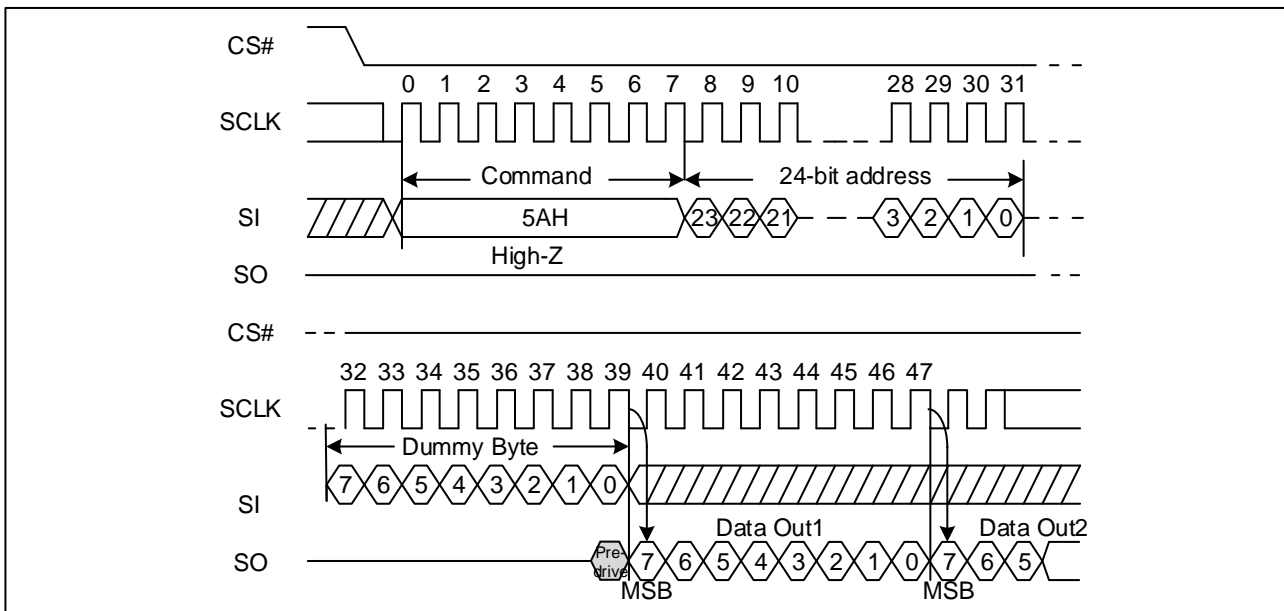 CS#
0 1 2 3 4 5 6 7 8 9 10 28 29 30 31
SCLK
Command 24-bit address
SI 5AH 23 22 21 3 2 1 0
High-Z
SO
CS#
32 33 34 35 36 37 38 39 40 41 42 43 44 45 46 47
SCLK
Dummy Byte
7 6 5 4 3 2 1 0
SI
Data Out1 Data Out2
SO Pre-drive 7 6 5 4 3 2 1 0 7 6 5
MSB MSB